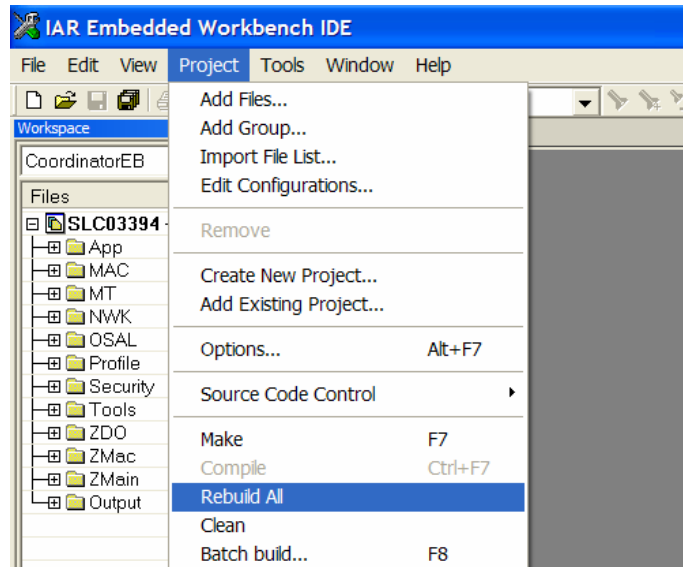 IAR Embedded Workbench IDE
File Edit View Project Tools Window Help
Workspace
CoordinatorEB
Files
SLC03394 -
App
MAC
MT
NWK
OSAL
Profile
Security
Tools
ZDO
ZMac
ZMain
Output
Add Files...
Add Group...
Import File List...
Edit Configurations...
Remove
Create New Project...
Add Existing Project...
Options... Alt+F7
Source Code Control
Make F7
Compile Ctrl+F7
Rebuild All
Clean
Batch build... F8